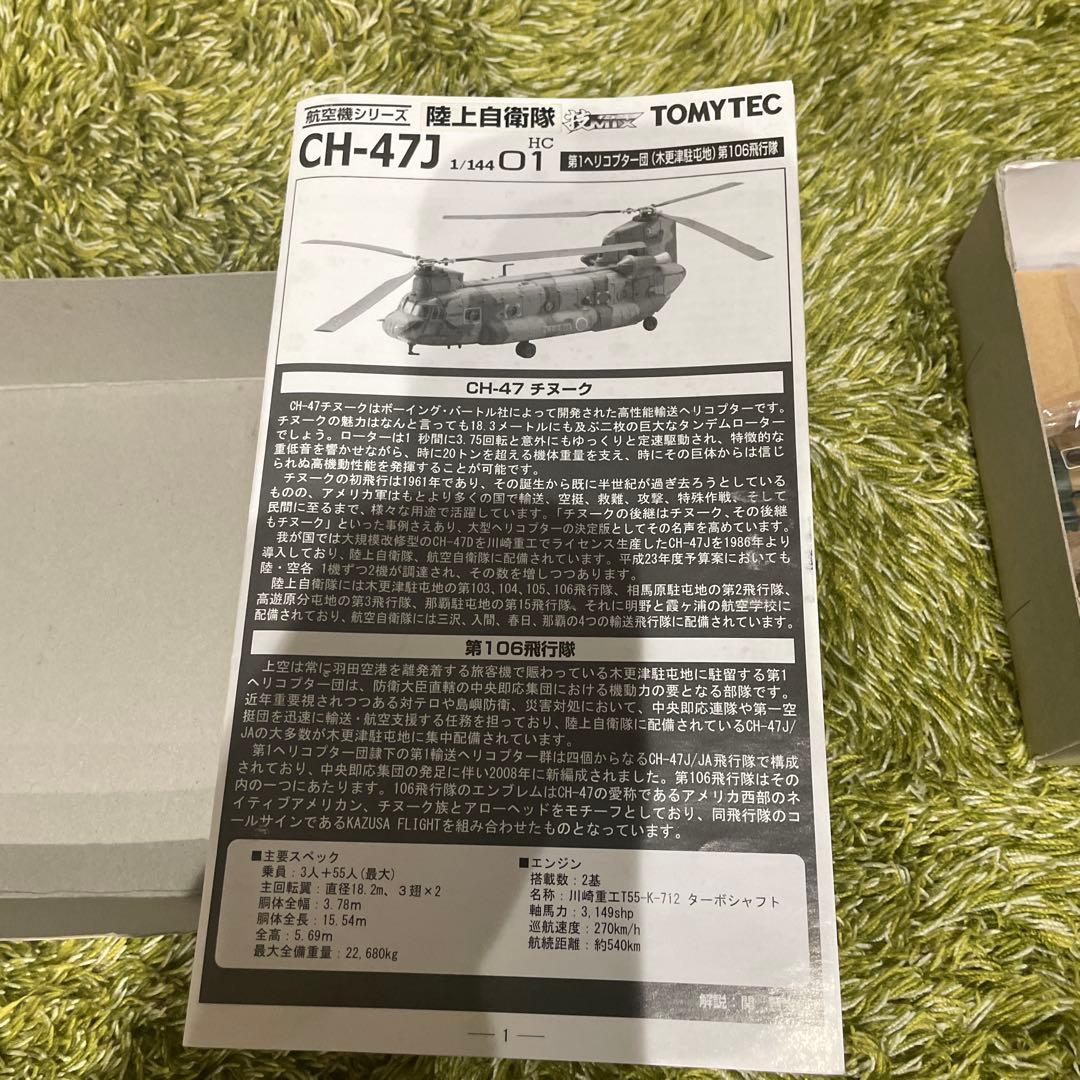 航空機シリーズ 陸上自衛隊 技MIX TOMYTEC
CH-47J 1/144 HC 01 第1ヘリコプター団(木更津駐屯地)第106飛行隊
CH-47 チヌーク
CH-47チヌークはボーイング・バートル社によって開発された高性能輸送ヘリコプターです。
チヌークの魅力はなんと言っても18.3メートルにも及ぶ二枚の巨大なタンデムローター
でしょう。ローターは1 秒間に3.75回転と意外にもゆっくりと定速駆動され、特徴的な
重低音を響かせながら、時に20トンを超える機体重量を支え、時にその巨体からは信じ
られぬ高機動性能を発揮することが可能です。
チヌークの初飛行は1961年であり、その誕生から既に半世紀が過ぎ去ろうとしている
ものの、アメリカ軍はもとより多くの国で輸送、空挺、救難、攻撃、特殊作戦、そして
民間に至るまで、様々な用途で活躍しています。「チヌークの後継はチヌーク、その後継
もチヌーク」といった事例さえあり、大型ヘリコプターの決定版としてその名声を高めています。
我が国では大規模改修型のCH-47Dを川崎重工でライセンス生産したCH-47Jを1986年より
導入しており、陸上自衛隊、航空自衛隊に配備されています。平成23年度予算案においても
陸・空各 1機ずつ2機が調達され、その数を増しつつあります。
陸上自衛隊には木更津駐屯地の第103、104、105、106飛行隊、相馬原駐屯地の第2飛行隊、
高遊原分屯地の第3飛行隊、那覇駐屯地の第15飛行隊、それに明野と霞ヶ浦の航空学校に
配備されており、航空自衛隊には三沢、入間、春日、那覇の4つの輸送飛行隊に配備されています。
第106飛行隊
上空は常に羽田空港を離発着する旅客機で賑わっている木更津駐屯地に駐留する第1
ヘリコプター団は、防衛大臣直轄の中央即応集団における機動力の要となる部隊です。
近年重要視されつつある対テロや島嶼防衛、災害対処において、中央即応連隊や第一空
挺団を迅速に輸送・航空支援する任務を担っており、陸上自衛隊に配備されているCH-47J/
JAの大多数が木更津駐屯地に集中配備されています。
第1ヘリコプター団隷下の第1輸送ヘリコプター群は四個からなるCH-47J/JA飛行隊で構成
されており、中央即応集団の発足に伴い2008年に新編成されました。第106飛行隊はその
内の一つにあたります。106飛行隊のエンブレムはCH-47の愛称であるアメリカ西部のネ
イティブアメリカン、チヌーク族とアローヘッドをモチーフとしており、同飛行隊のコ
ールサインであるKAZUSA FLIGHTを組み合わせたものとなっています。
■主要スペック
乗員：3人＋55人(最大)
主回転翼：直径18.2m、3翅×2
胴体全幅：3.78m
胴体全長：15.54m
全高：5.69m
最大全備重量：22,680kg
■エンジン
搭載数：2基
名称：川崎重工T55-K-712 ターボシャフト
軸馬力：3,149shp
巡航速度：270km/h
航続距離：約540km
解説 関
— 1 —